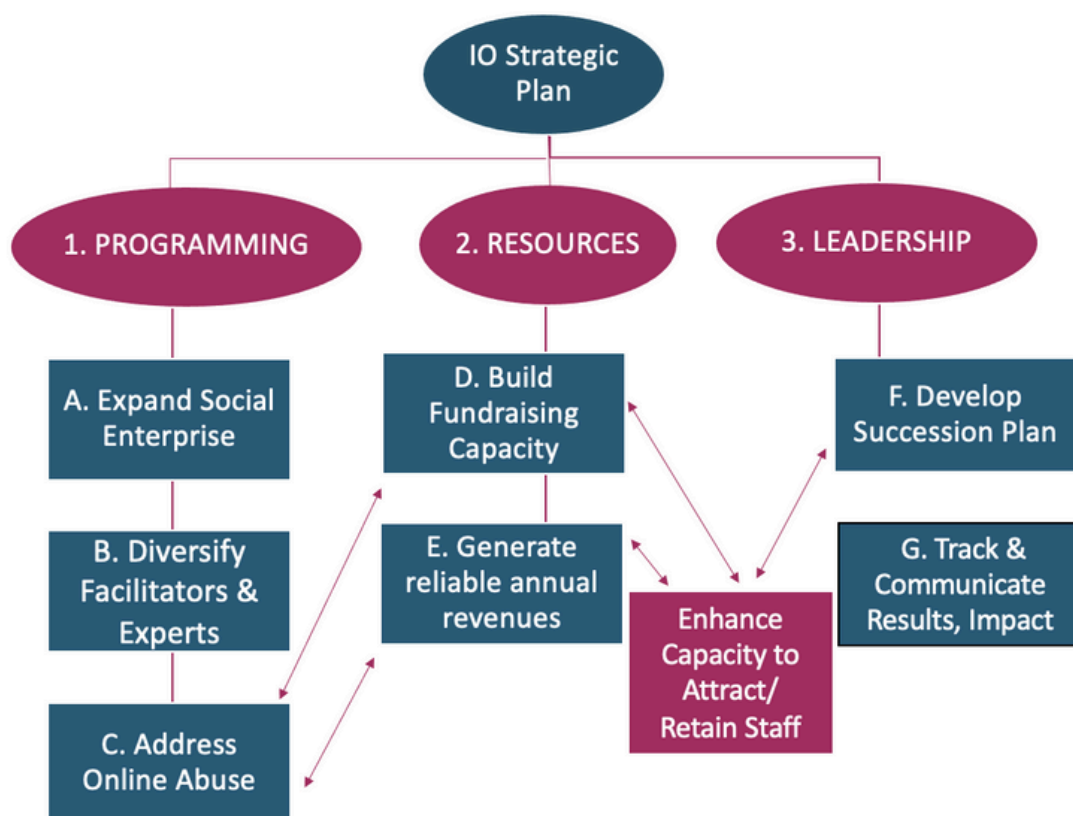 IO Strategic
Plan
1. PROGRAMMING
2. RESOURCES
3. LEADERSHIP
A. Expand Social
Enterprise
B. Diversify
Facilitators &
Experts
C. Address
Online Abuse
D. Build
Fundraising
Capacity
E. Generate
reliable annual
revenues
Enhance
Capacity to
Attract/
Retain Staff
F. Develop
Succession Plan
G. Track &
Communicate
Results, Impact